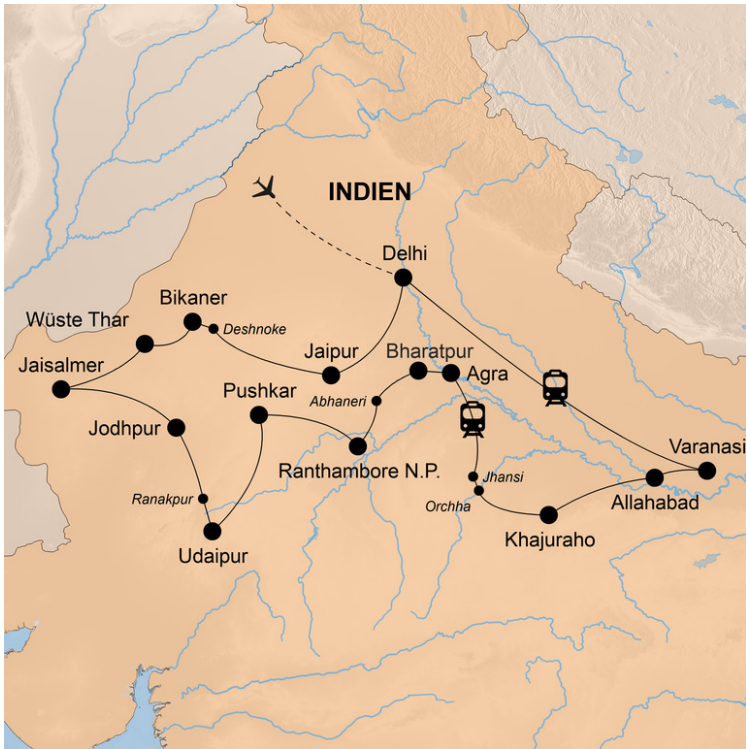 INDIEN
Delhi
Bikaner
Deshnoke
Wüste Thar
Jaipur
Bharatpur
Jaisalmer
Agra
Pushkar
Abhaneri
Jodhpur
Varanasi
Ranthambore N.P.
Jhansi
Ranakpur
Orchha
Allahabad
Khajuraho
Udaipur